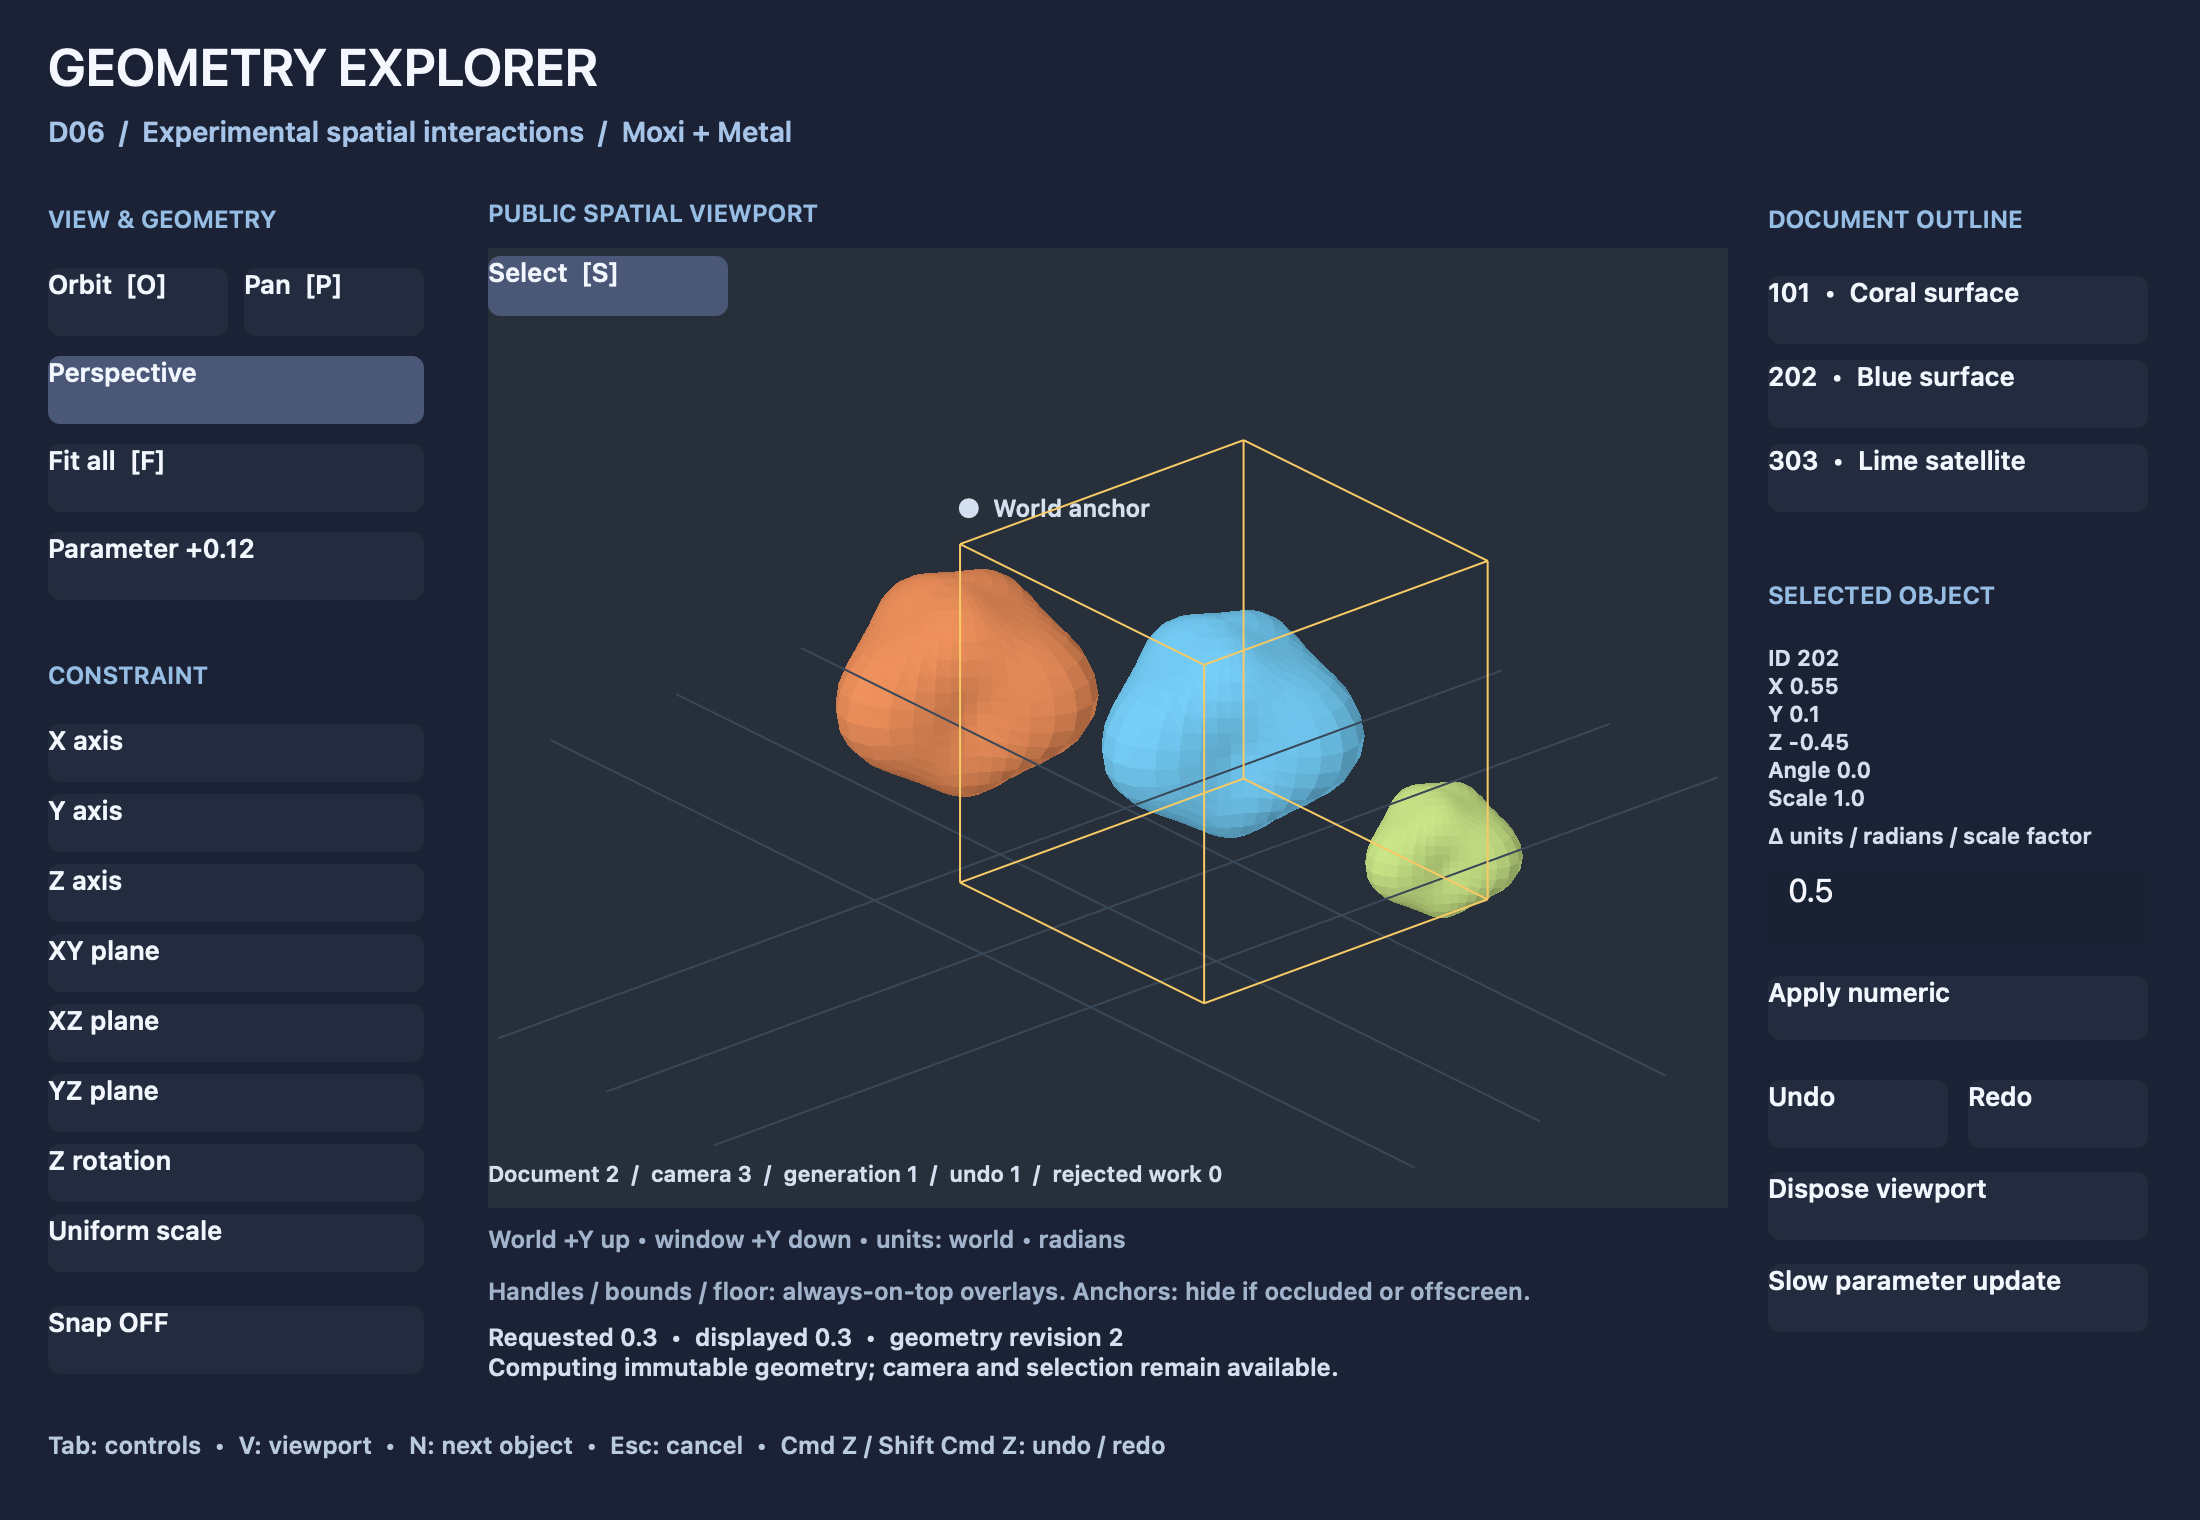 GEOMETRY EXPLORER
D06 / Experimental spatial interactions / Moxi + Metal
VIEW & GEOMETRY
Orbit [O]
Pan [P]
Perspective
Fit all [F]
Parameter +0.12
CONSTRAINT
X axis
Y axis
Z axis
XY plane
XZ plane
YZ plane
Z rotation
Uniform scale
Snap OFF
PUBLIC SPATIAL VIEWPORT
Select [S]
World anchor
Document 2 / camera 3 / generation 1 / undo 1 / rejected work 0
World +Y up • window +Y down • units: world • radians
Handles / bounds / floor: always-on-top overlays. Anchors: hide if occluded or offscreen.
Requested 0.3 • displayed 0.3 • geometry revision 2
Computing immutable geometry; camera and selection remain available.
DOCUMENT OUTLINE
101 • Coral surface
202 • Blue surface
303 • Lime satellite
SELECTED OBJECT
ID 202
X 0.55
Y 0.1
Z -0.45
Angle 0.0
Scale 1.0
Δ units / radians / scale factor
0.5
Apply numeric
Undo
Redo
Dispose viewport
Slow parameter update
Tab: controls • V: viewport • N: next object • Esc: cancel • Cmd Z / Shift Cmd Z: undo / redo